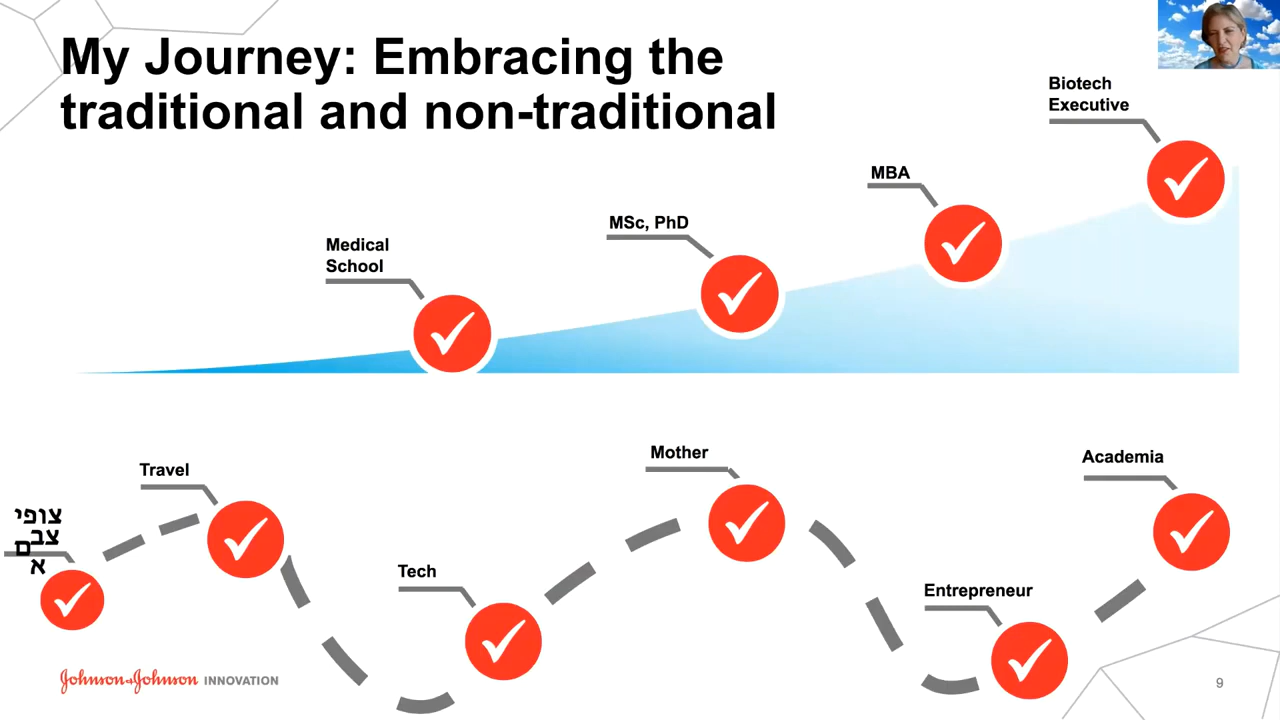 My Journey: Embracing the
traditional and non-traditional
Biotech
Executive
MBA
MSc, PhD
Medical
School
Mother
Academia
Travel
צופי
צב
ם
א
Tech
Entrepreneur
Johnson&Johnson INNOVATION
9